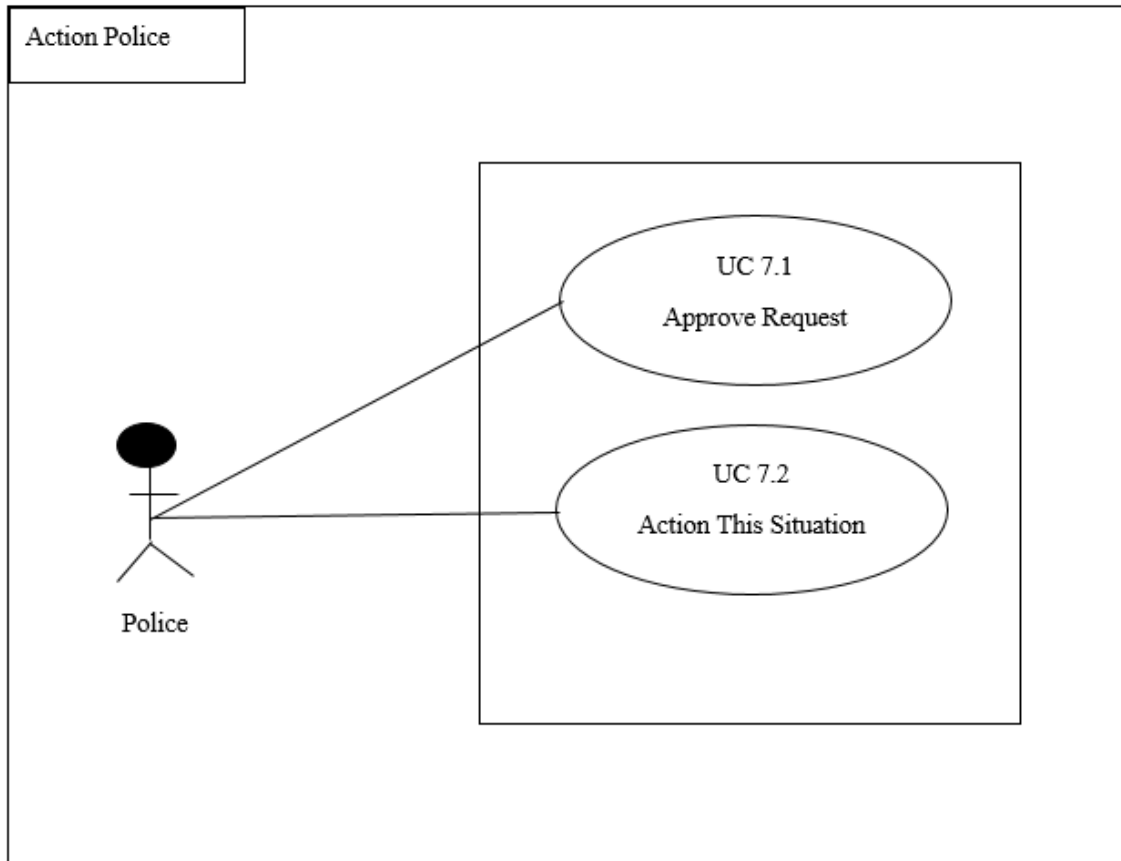 Action Police
UC 7.1
Approve Request
UC 7.2
Action This Situation
Police